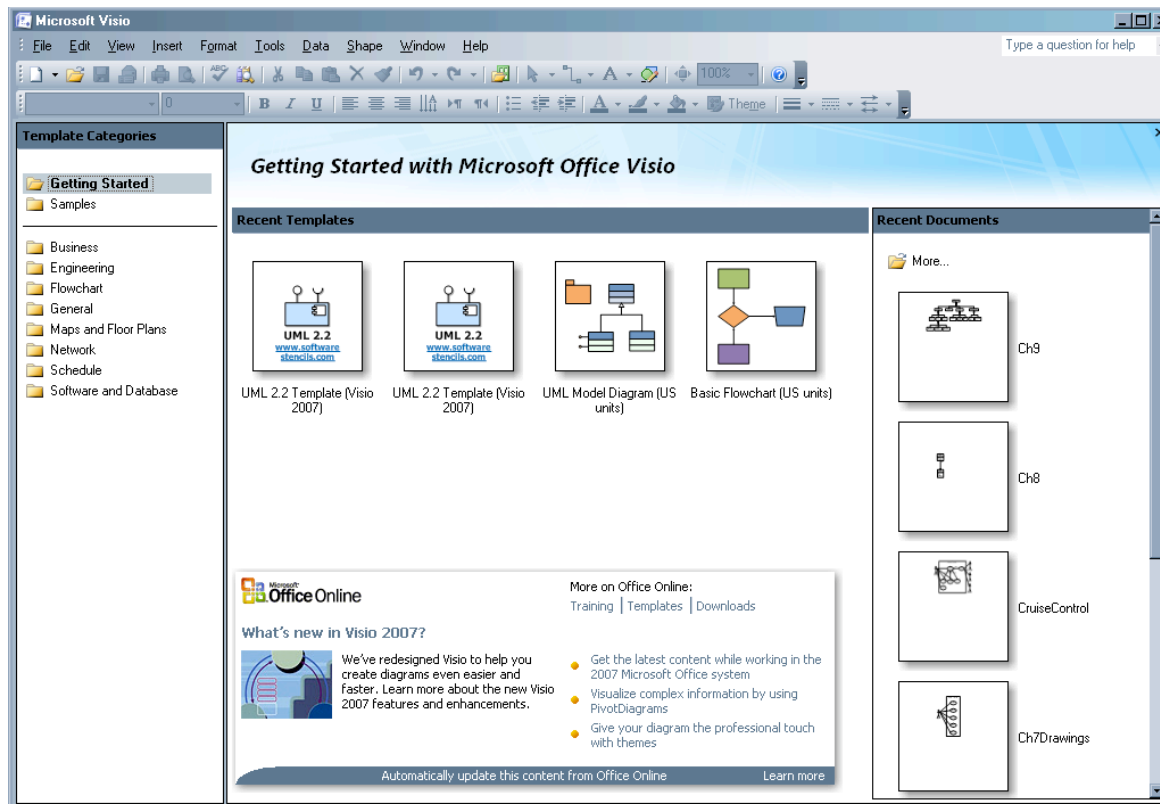 Microsoft Visio
File Edit View Insert Format Tools Data Shape Window Help
Type a question for help
ABC
A
100%
0
B I U
A
Theme
Template Categories
Getting Started
Samples
Business
Engineering
Flowchart
General
Maps and Floor Plans
Network
Schedule
Software and Database
Getting Started with Microsoft Office Visio
Recent Templates
UML 2.2
www.software
stencils.com
UML 2.2 Template (Visio
2007)
UML 2.2
www.software
stencils.com
UML 2.2 Template (Visio
2007)
UML Model Diagram (US
units)
Basic Flowchart (US units)
Microsoft
Office Online
What's new in Visio 2007?
We've redesigned Visio to help you
create diagrams even easier and
faster. Learn more about the new Visio
2007 features and enhancements.
More on Office Online:
Training | Templates | Downloads
Get the latest content while working in the
2007 Microsoft Office system
Visualize complex information by using
PivotDiagrams
Give your diagram the professional touch
with themes
Automatically update this content from Office Online
Learn more
Recent Documents
More...
Ch9
Ch8
CruiseControl
Ch7Drawings